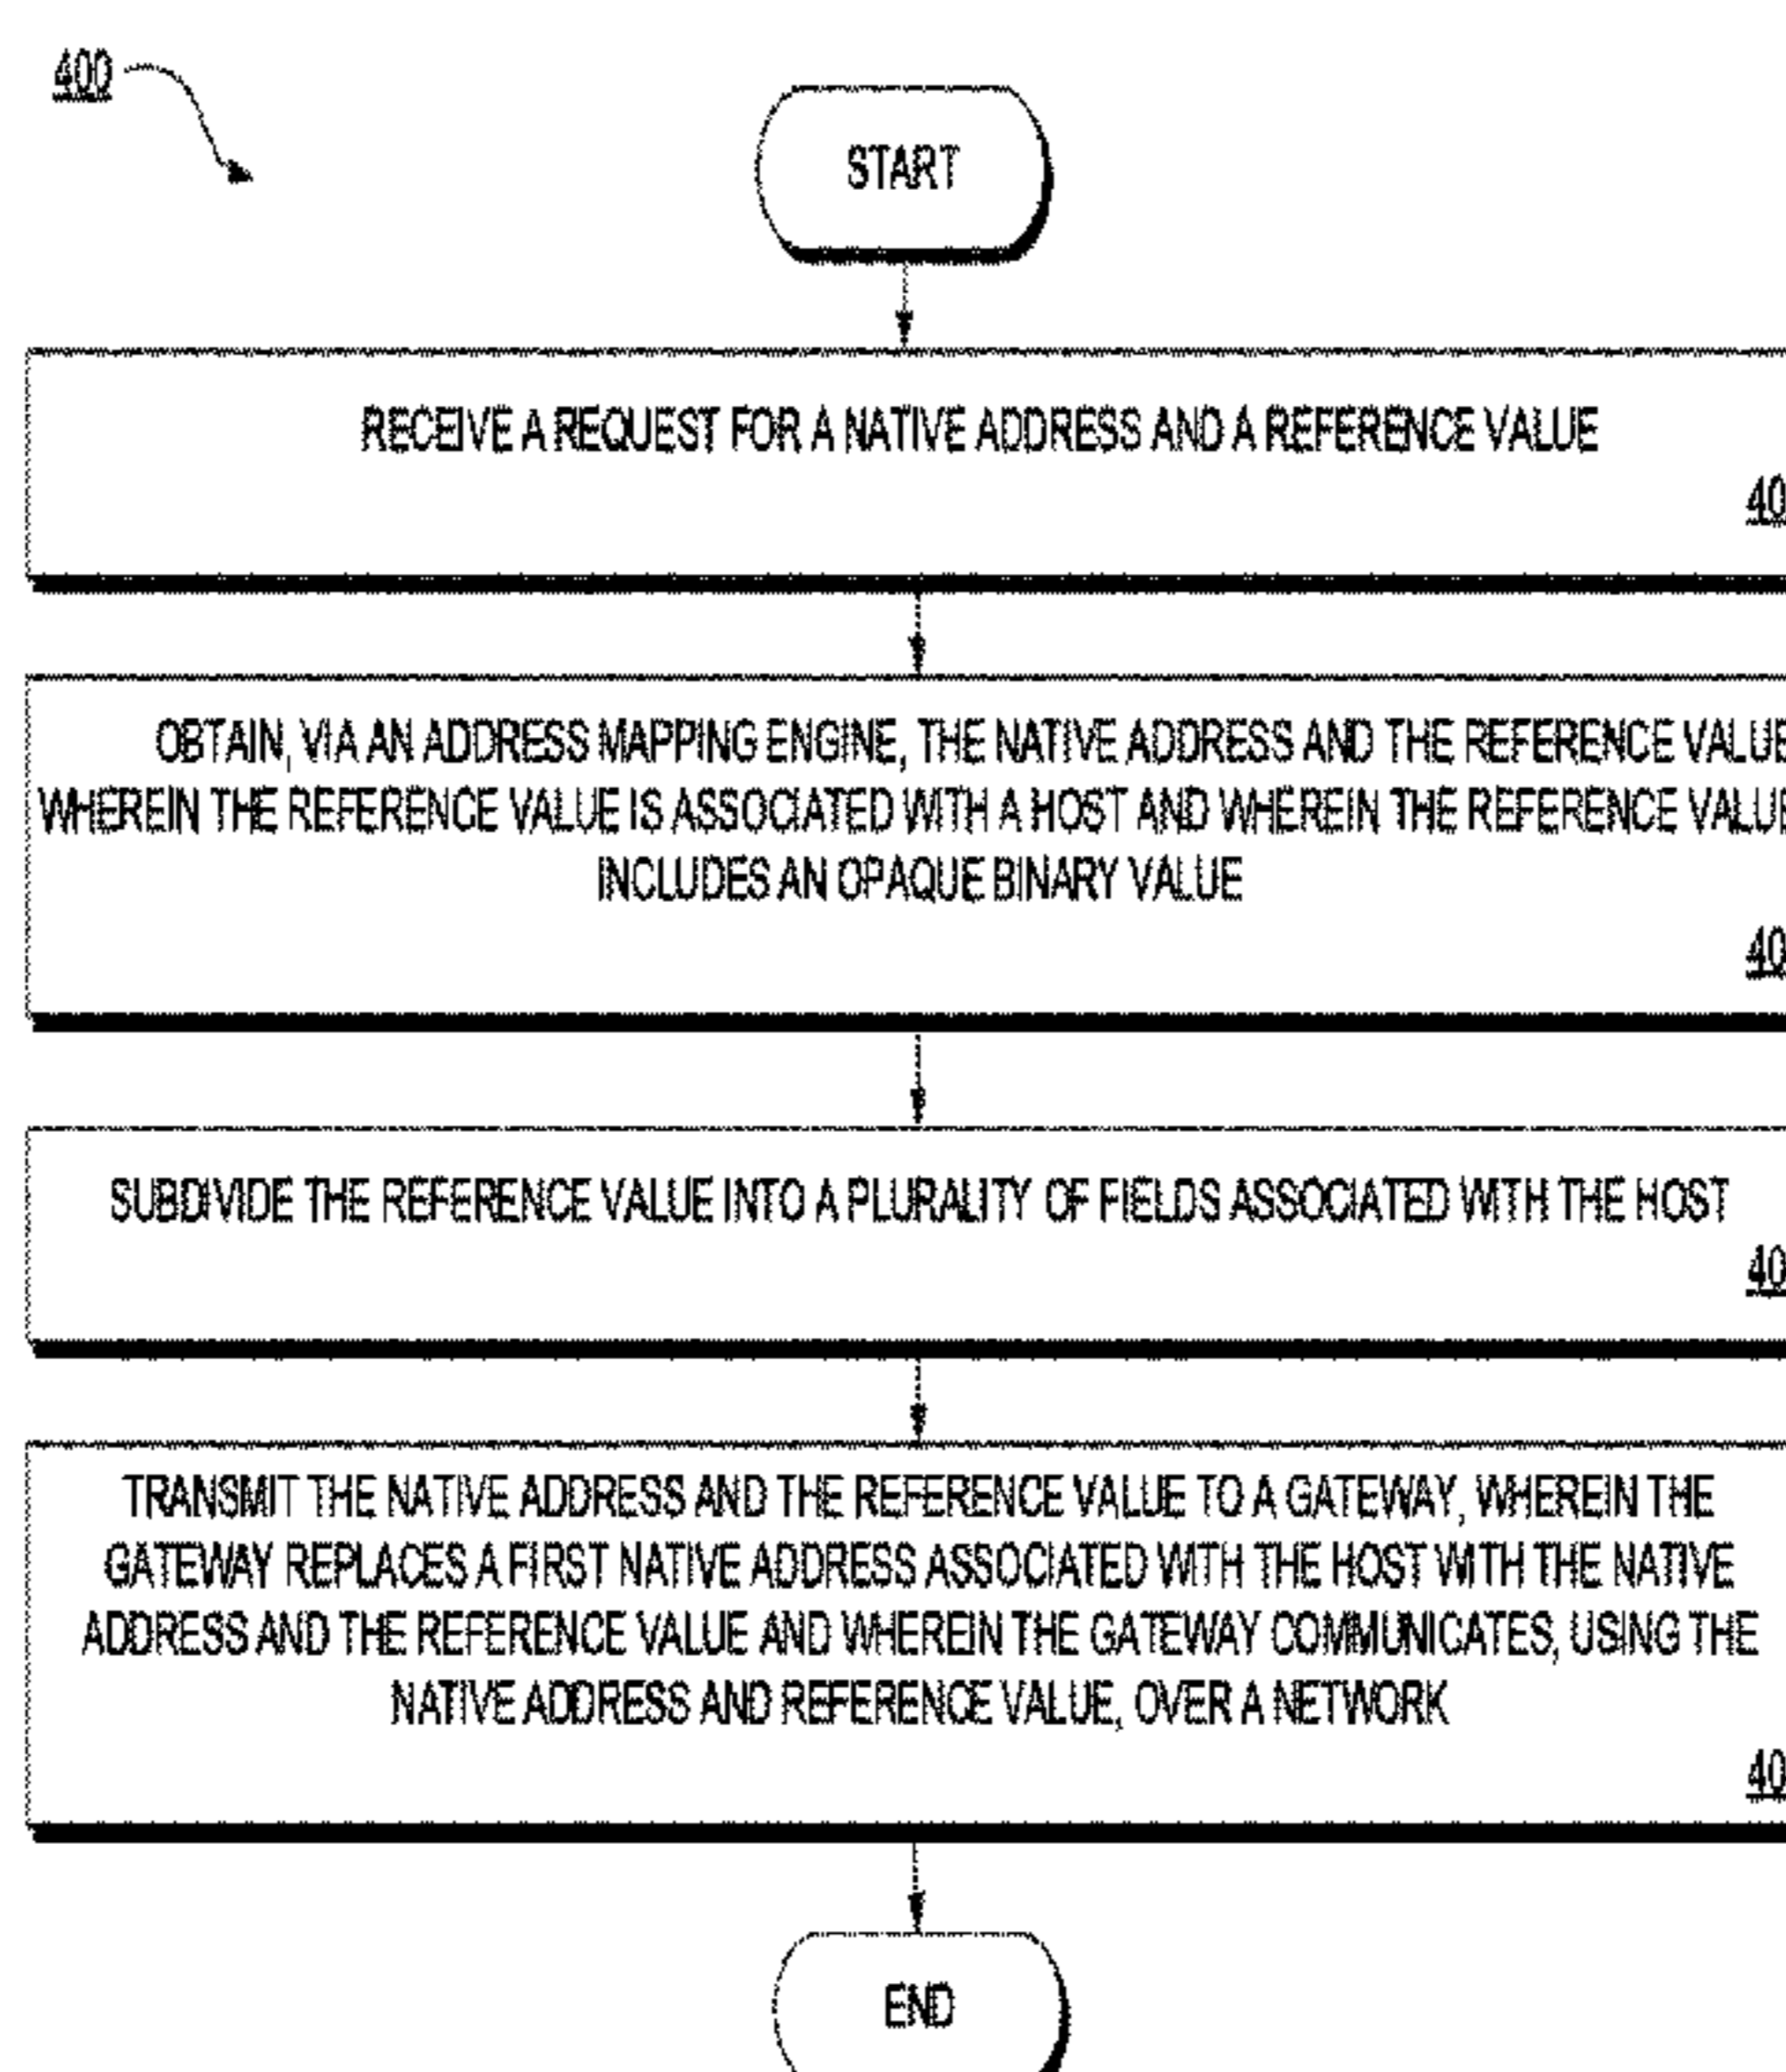 400
START
RECEIVE A REQUEST FOR A NATIVE ADDRESS AND A REFERENCE VALUE
OBTAIN, VIA AN ADDRESS MAPPING ENGINE, THE NATIVE ADDRESS AND THE REFERENCE VALUE
WHEREIN THE REFERENCE VALUE IS ASSOCIATED WITH A HOST AND WHEREIN THE REFERENCE VALUE
INCLUDES AN OPAQUE BINARY VALUE
SUBDIVIDE THE REFERENCE VALUE INTO A PLURALITY OF FIELDS ASSOCIATED WITH THE HOST
TRANSMIT THE NATIVE ADDRESS AND THE REFERENCE VALUE TO A GATEWAY, WHEREIN THE
GATEWAY REPLACES A FIRST NATIVE ADDRESS ASSOCIATED WITH THE HOST WITH THE NATIVE
ADDRESS AND THE REFERENCE VALUE AND WHEREIN THE GATEWAY COMMUNICATES, USING THE
NATIVE ADDRESS AND REFERENCE VALUE, OVER A NETWORK
END